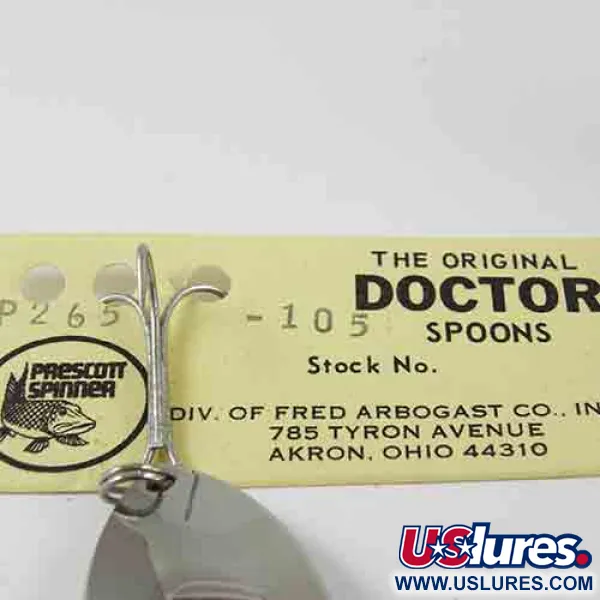 THE ORIGINAL
DOCTOR
SPOONS
P265 -105
Stock No.
PRESCOTT
SPINNER
DIV. OF FRED ARBOGAST CO., IN
785 TYRON AVENUE
AKRON, OHIO 44310
USlures.
WWW.USLURES.COM